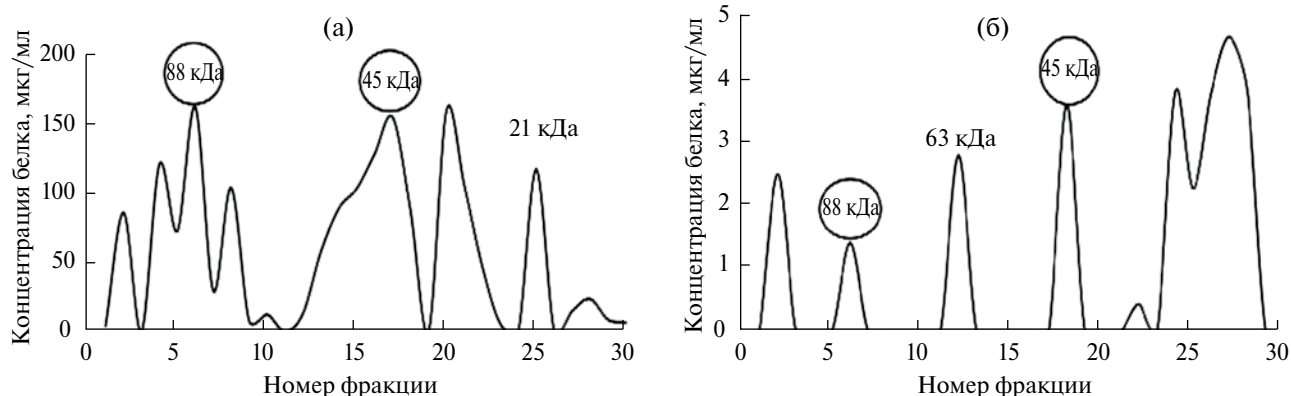 (а)
Концентрация белка, мкг/мл
200
150
100
50
0
88 кДа
45 кДа
21 кДа
0 5 10 15 20 25 30
Номер фракции
(б)
Концентрация белка, мкг/мл
5
4
3
2
1
0
88 кДа
63 кДа
45 кДа
0 5 10 15 20 25 30
Номер фракции